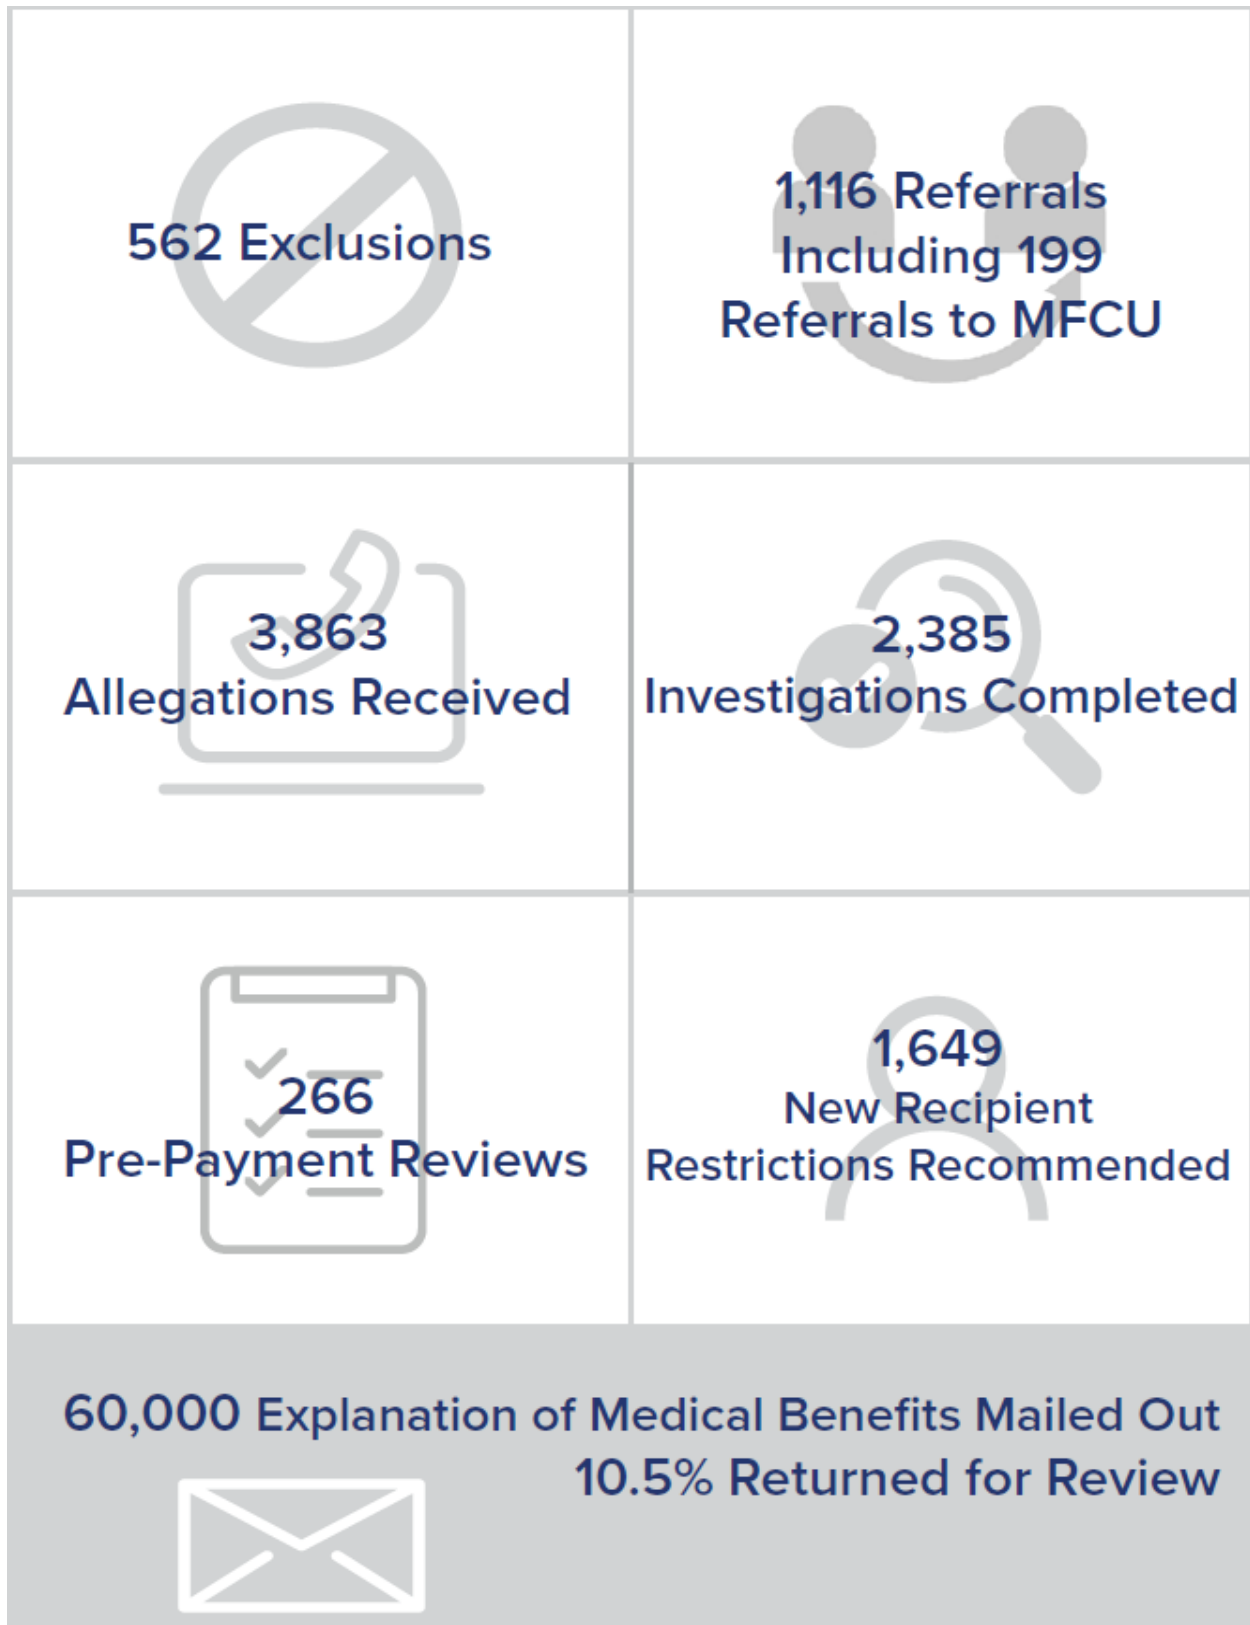 562 Exclusions
1,116 Referrals
Including 199
Referrals to MFCU
3,863
Allegations Received
2,385
Investigations Completed
266
Pre-Payment Reviews
1,649
New Recipient
Restrictions Recommended
60,000 Explanation of Medical Benefits Mailed Out
10.5% Returned for Review